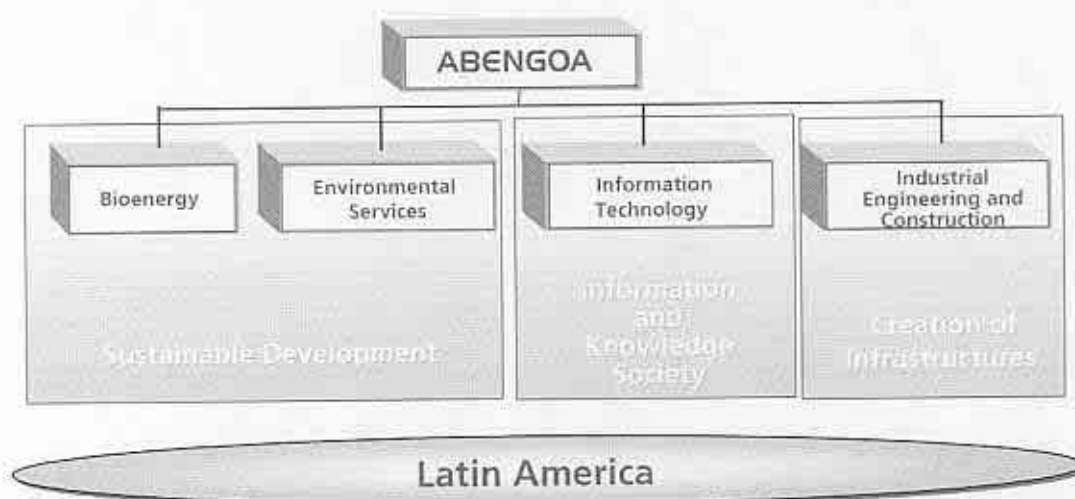 ABENGOA
Bioenergy
Environmental
Services
Information
Technology
Industrial
Engineering and
Construction
Sustainable Development
Information
and
Knowledge
Society
Creation of
Infrastructures
Latin America